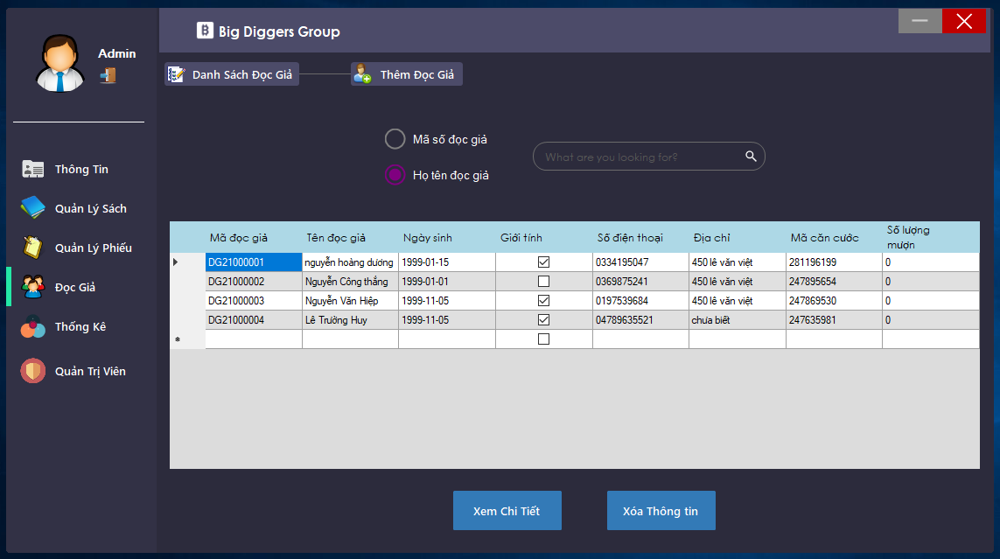 Big Diggers Group
Admin
Danh Sách Đọc Giả
Thêm Đọc Giả
Mã số đọc giả
Họ tên đọc giả
What are you looking for?
Thông Tin
Quản Lý Sách
Quản Lý Phiếu
Đọc Giả
Thống Kê
Quản Trị Viên
Mã đọc giả Tên đọc giả Ngày sinh Giới tính Số điện thoại Địa chỉ Mã căn cước Số lượng mượn
DG21000001 nguyễn hoàng dương 1999-01-15 0334195047 450 lê văn việt 281196199 0
DG21000002 Nguyễn Công thắng 1999-01-01 0369875241 450 lê văn việt 247895654 0
DG21000003 Nguyễn Văn Hiệp 1999-11-05 0197539684 450 lê văn việt 247869530 0
DG21000004 Lê Trưởng Huy 1999-11-05 04789635521 chưa biết 247635981 0
Xem Chi Tiết
Xóa Thông tin